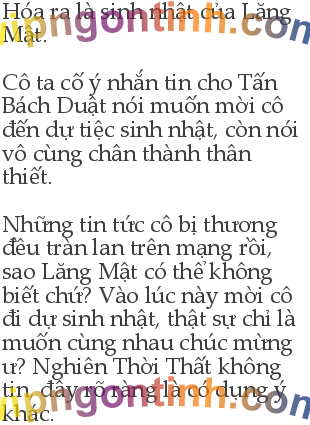 Hóa ra là sinh nhật của Lăng
Mật.
Cô ta cố ý nhắn tin cho Tấn
Bách Duật nói muốn mời cô
đến dự tiệc sinh nhật, còn nói
vô cùng chân thành thân
thiết.
Những tin tức cô bị thương
đều tràn lan trên mạng rồi,
sao Lăng Mật có thể không
biết chứ? Vào lúc này mời cô
đi dự sinh nhật, thật sự chỉ là
muốn cùng nhau chúc mừng
ư? Nghiên Thời Thất không
tin, đây rõ ràng là có dụng ý
khác.
vipngontinh.com
vipngontinh.com